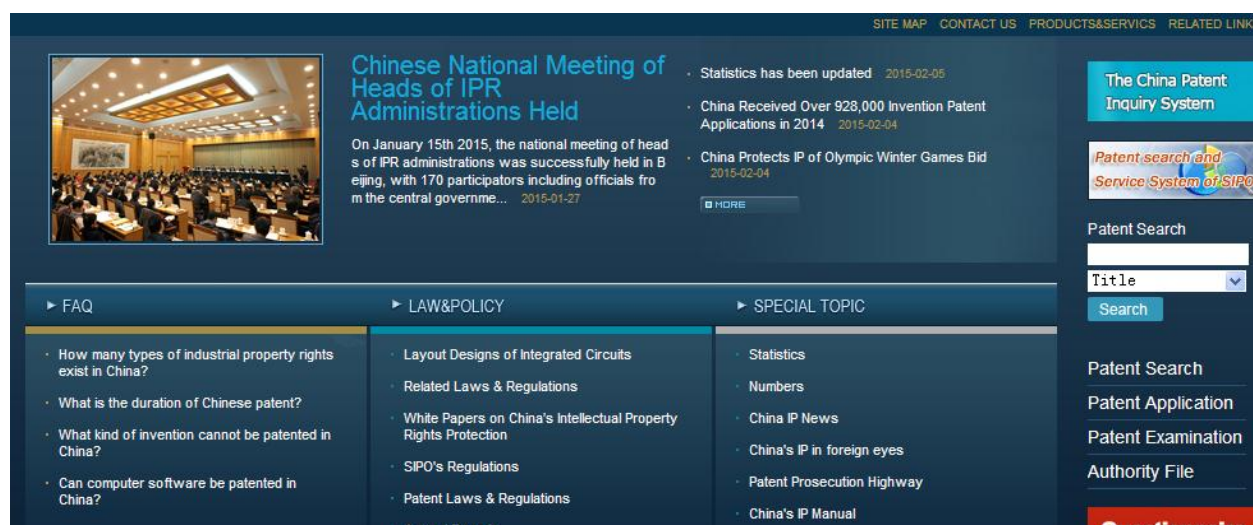 SITE MAP CONTACT US PRODUCTS&SERVICS RELATED LINK
Chinese National Meeting of
Heads of IPR
Administrations Held
On January 15th 2015, the national meeting of head
s of IPR administrations was successfully held in B
eijing, with 170 participators including officials fro
m the central governme... 2015-01-27
Statistics has been updated 2015-02-05
China Received Over 928,000 Invention Patent
Applications in 2014 2015-02-04
China Protects IP of Olympic Winter Games Bid
2015-02-04
MORE
The China Patent
Inquiry System
Patent search and
Service System of SIPO
Patent Search
Title
Search
FAQ
How many types of industrial property rights
exist in China?
What is the duration of Chinese patent?
What kind of invention cannot be patented in
China?
Can computer software be patented in
China?
LAW&POLICY
Layout Designs of Integrated Circuits
Related Laws & Regulations
White Papers on China's Intellectual Property
Rights Protection
SIPO's Regulations
Patent Laws & Regulations
SPECIAL TOPIC
Statistics
Numbers
China IP News
China's IP in foreign eyes
Patent Prosecution Highway
China's IP Manual
Patent Search
Patent Application
Patent Examination
Authority File